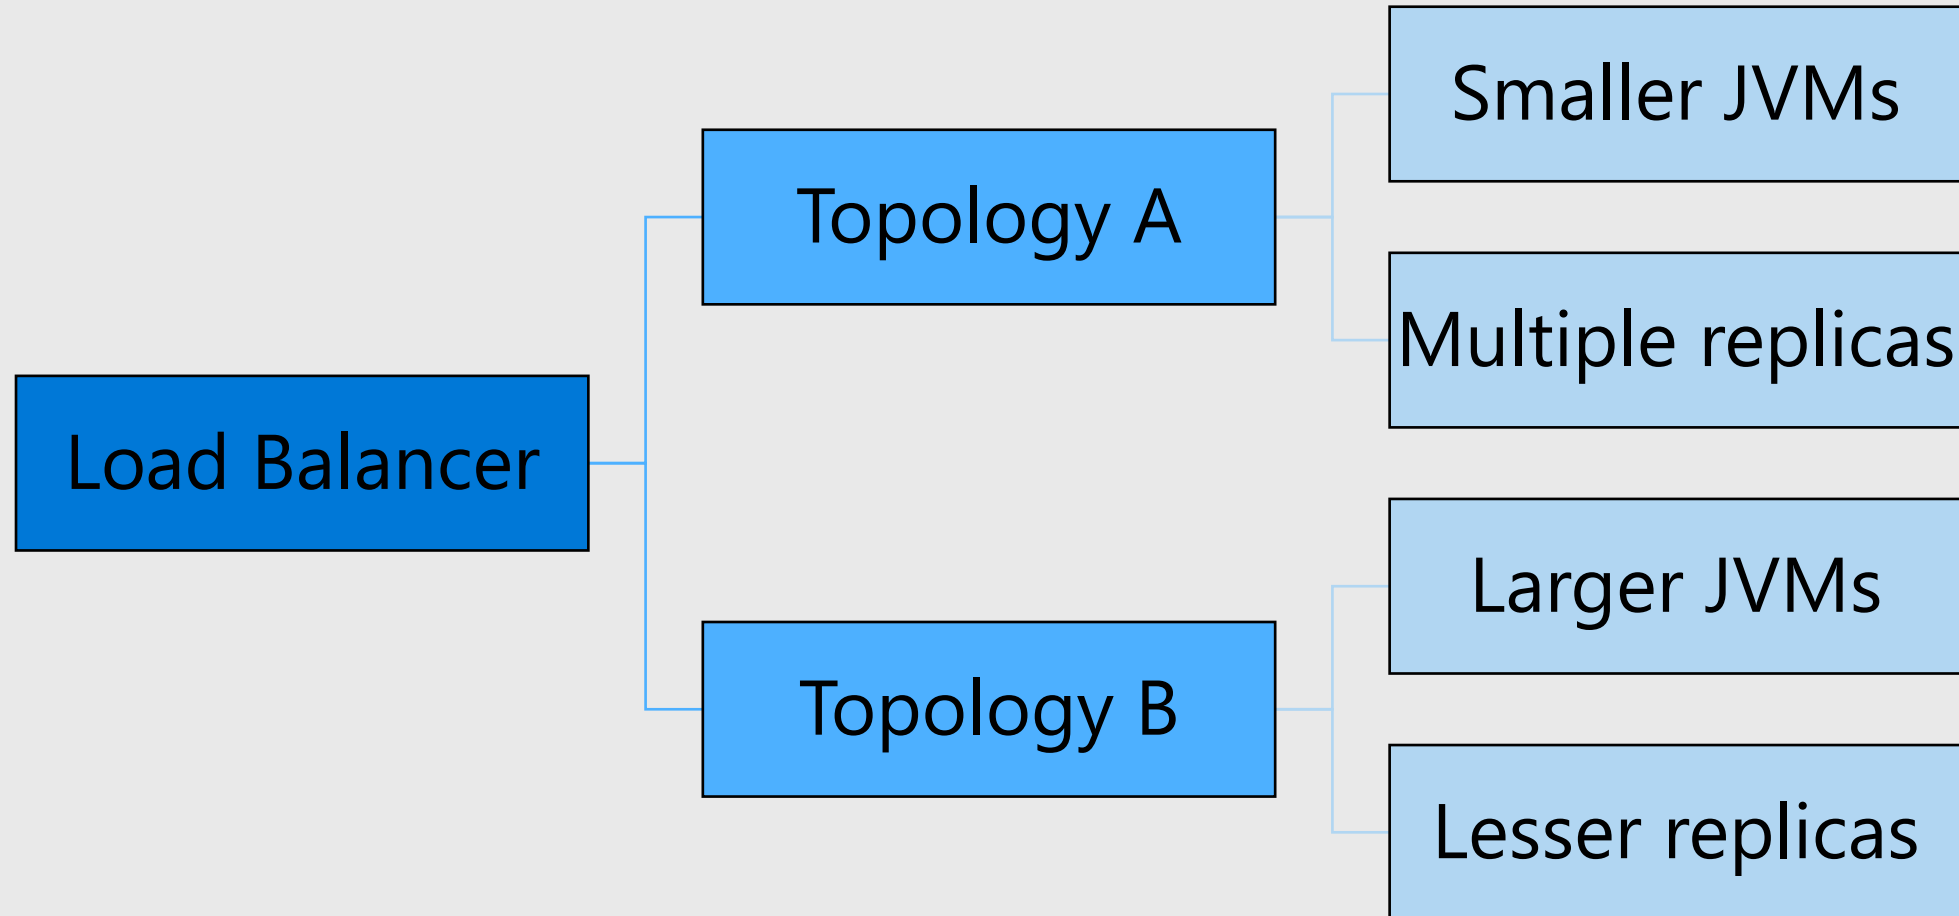 Load Balancer
Topology A
Smaller JVMs
Multiple replicas
Topology B
Larger JVMs
Lesser replicas